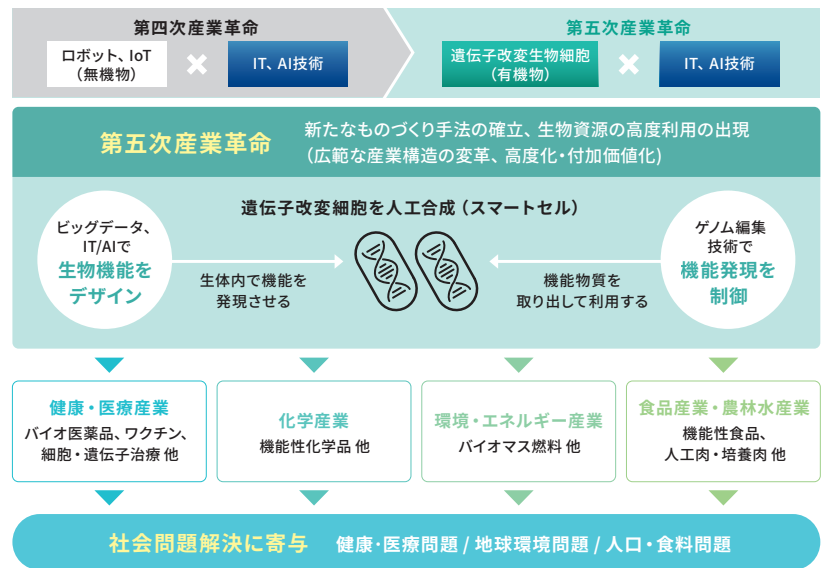 第四次産業革命
ロボット、IoT
（無機物）
×
IT、AI技術
第五次産業革命
遺伝子改変生物細胞
（有機物）
×
IT、AI技術
第五次産業革命
新たなものづくり手法の確立、生物資源の高度利用の出現
（広範な産業構造の変革、高度化・付加価値化）
遺伝子改変細胞を人工合成（スマートセル）
ビッグデータ、
IT/AIで
生物機能を
デザイン
生体内で機能を
発現させる
機能物質を
取り出して利用する
ゲノム編集
技術で
機能発現を
制御
健康・医療産業
バイオ医薬品、ワクチン、
細胞・遺伝子治療 他
化学産業
機能性化学品 他
環境・エネルギー産業
バイオマス燃料 他
食品産業・農林水産業
機能性食品、
人工肉・培養肉 他
社会問題解決に寄与 健康・医療問題 / 地球環境問題 / 人口・食料問題